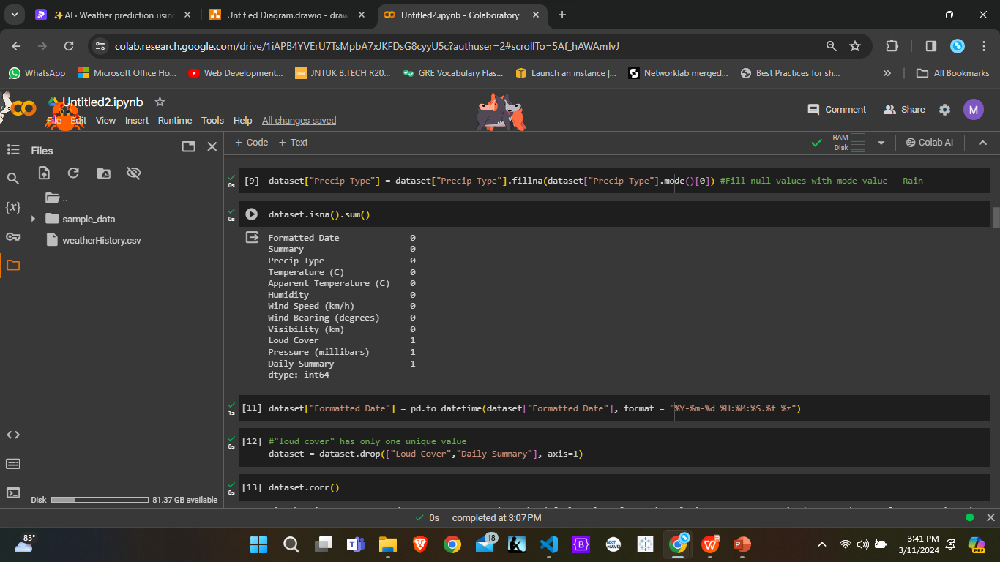 ✨AI · Weather prediction using
Untitled Diagram.drawio - draw
Untitled2.ipynb - Colaboratory
colab.research.google.com/drive/1iAPB4YVErU7TsMpbA7xJKFDsG8cyyU5c?authuser=2#scrollTo=5Af_hAWAmIvJ
WhatsApp
Microsoft Office Ho...
Web Development...
JNTUK B.TECH R20...
GRE Vocabulary Flas...
Launch an instance |...
Networklab merged...
Best Practices for sh...
»
All Bookmarks
Untitled2.ipynb
File Edit View Insert Runtime Tools Help All changes saved
Comment
Share
M
Files
+ Code + Text
RAM
Disk
Colab AI
..
sample_data
weatherHistory.csv
{x}
0s
[9] dataset["Precip Type"] = dataset["Precip Type"].fillna(dataset["Precip Type"].mode()[0]) #Fill null values with mode value - Rain
0s
dataset.isna().sum()
Formatted Date 0
Summary 0
Precip Type 0
Temperature (C) 0
Apparent Temperature (C) 0
Humidity 0
Wind Speed (km/h) 0
Wind Bearing (degrees) 0
Visibility (km) 0
Loud Cover 1
Pressure (millibars) 1
Daily Summary 1
dtype: int64
1s
[11] dataset["Formatted Date"] = pd.to_datetime(dataset["Formatted Date"], format = "%Y-%m-%d %H:%M:%S.%f %z")
0s
[12] #"loud cover" has only one unique value
dataset = dataset.drop(["Loud Cover","Daily Summary"], axis=1)
0s
[13] dataset.corr()
Disk 81.37 GB available
0s completed at 3:07 PM
83°
18
3:41 PM
3/11/2024
PRE